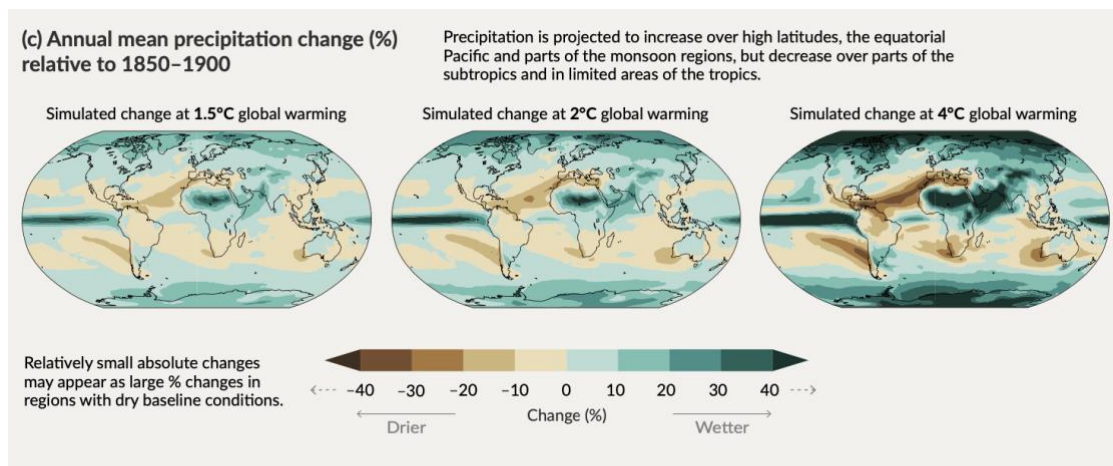 (c) Annual mean precipitation change (%)
relative to 1850–1900
Precipitation is projected to increase over high latitudes, the equatorial
Pacific and parts of the monsoon regions, but decrease over parts of the
subtropics and in limited areas of the tropics.
Simulated change at 1.5°C global warming
Simulated change at 2°C global warming
Simulated change at 4°C global warming
Relatively small absolute changes
may appear as large % changes in
regions with dry baseline conditions.
–40 –30 –20 –10 0 10 20 30 40
Change (%)
Drier
Wetter